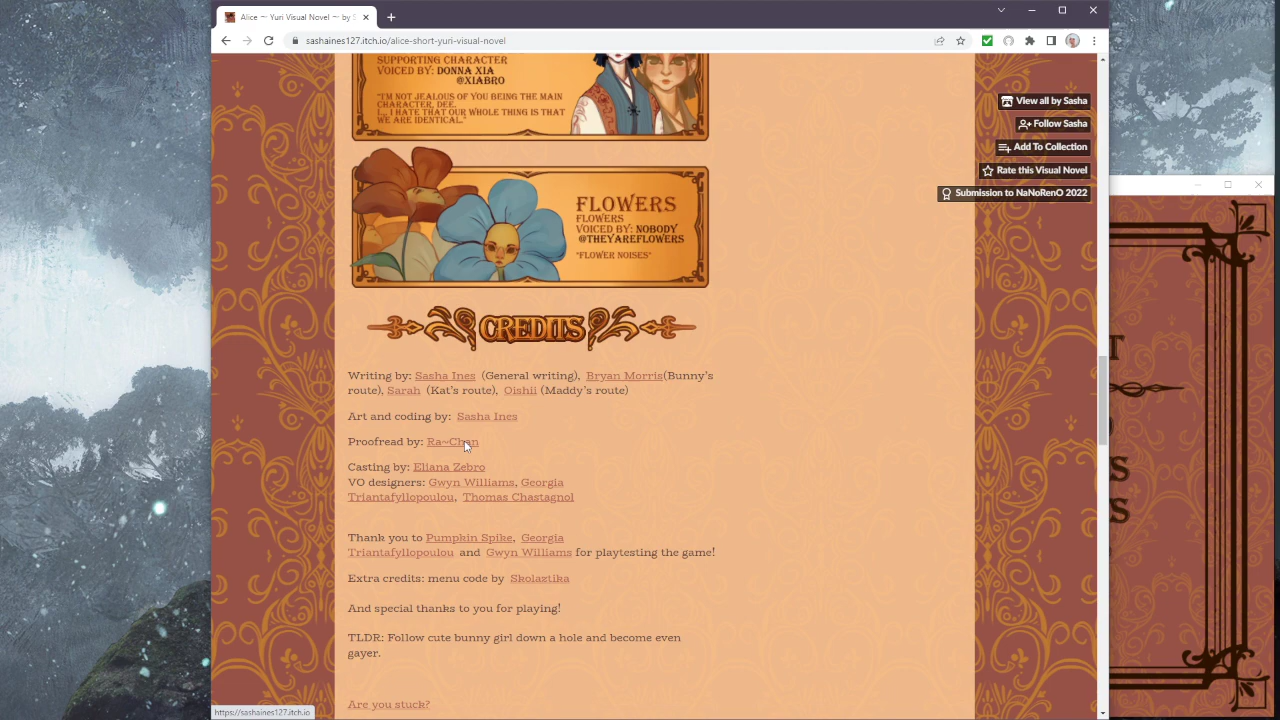 Alice ~ Yuri Visual Novel ~ by S
sashaines127.itch.io/alice-short-yuri-visual-novel
SUPPORTING CHARACTER
VOICED BY: DONNA XIA
@XIABRO
"I'M NOT JEALOUS OF YOU BEING THE MAIN
CHARACTER, DEE.
I... I HATE THAT OUR WHOLE THING IS THAT
WE ARE IDENTICAL."
View all by Sasha
Follow Sasha
Add To Collection
Rate this Visual Novel
Submission to NaNoRenO 2022
FLOWERS
FLOWERS
VOICED BY: NOBODY
@THEYAREFLOWERS
"FLOWER NOISES"
CREDITS
Writing by: Sasha Ines (General writing), Bryan Morris(Bunny's
route), Sarah (Kat's route), Oishii (Maddy's route)
Art and coding by: Sasha Ines
Proofread by: Ra~Chan
Casting by: Eliana Zebro
VO designers: Gwyn Williams, Georgia
Triantafyllopoulou, Thomas Chastagnol
Thank you to Pumpkin Spike, Georgia
Triantafyllopoulou and Gwyn Williams for playtesting the game!
Extra credits: menu code by Skolaztika
And special thanks to you for playing!
TLDR: Follow cute bunny girl down a hole and become even
gayer.
Are you stuck?
https://sashaines127.itch.io